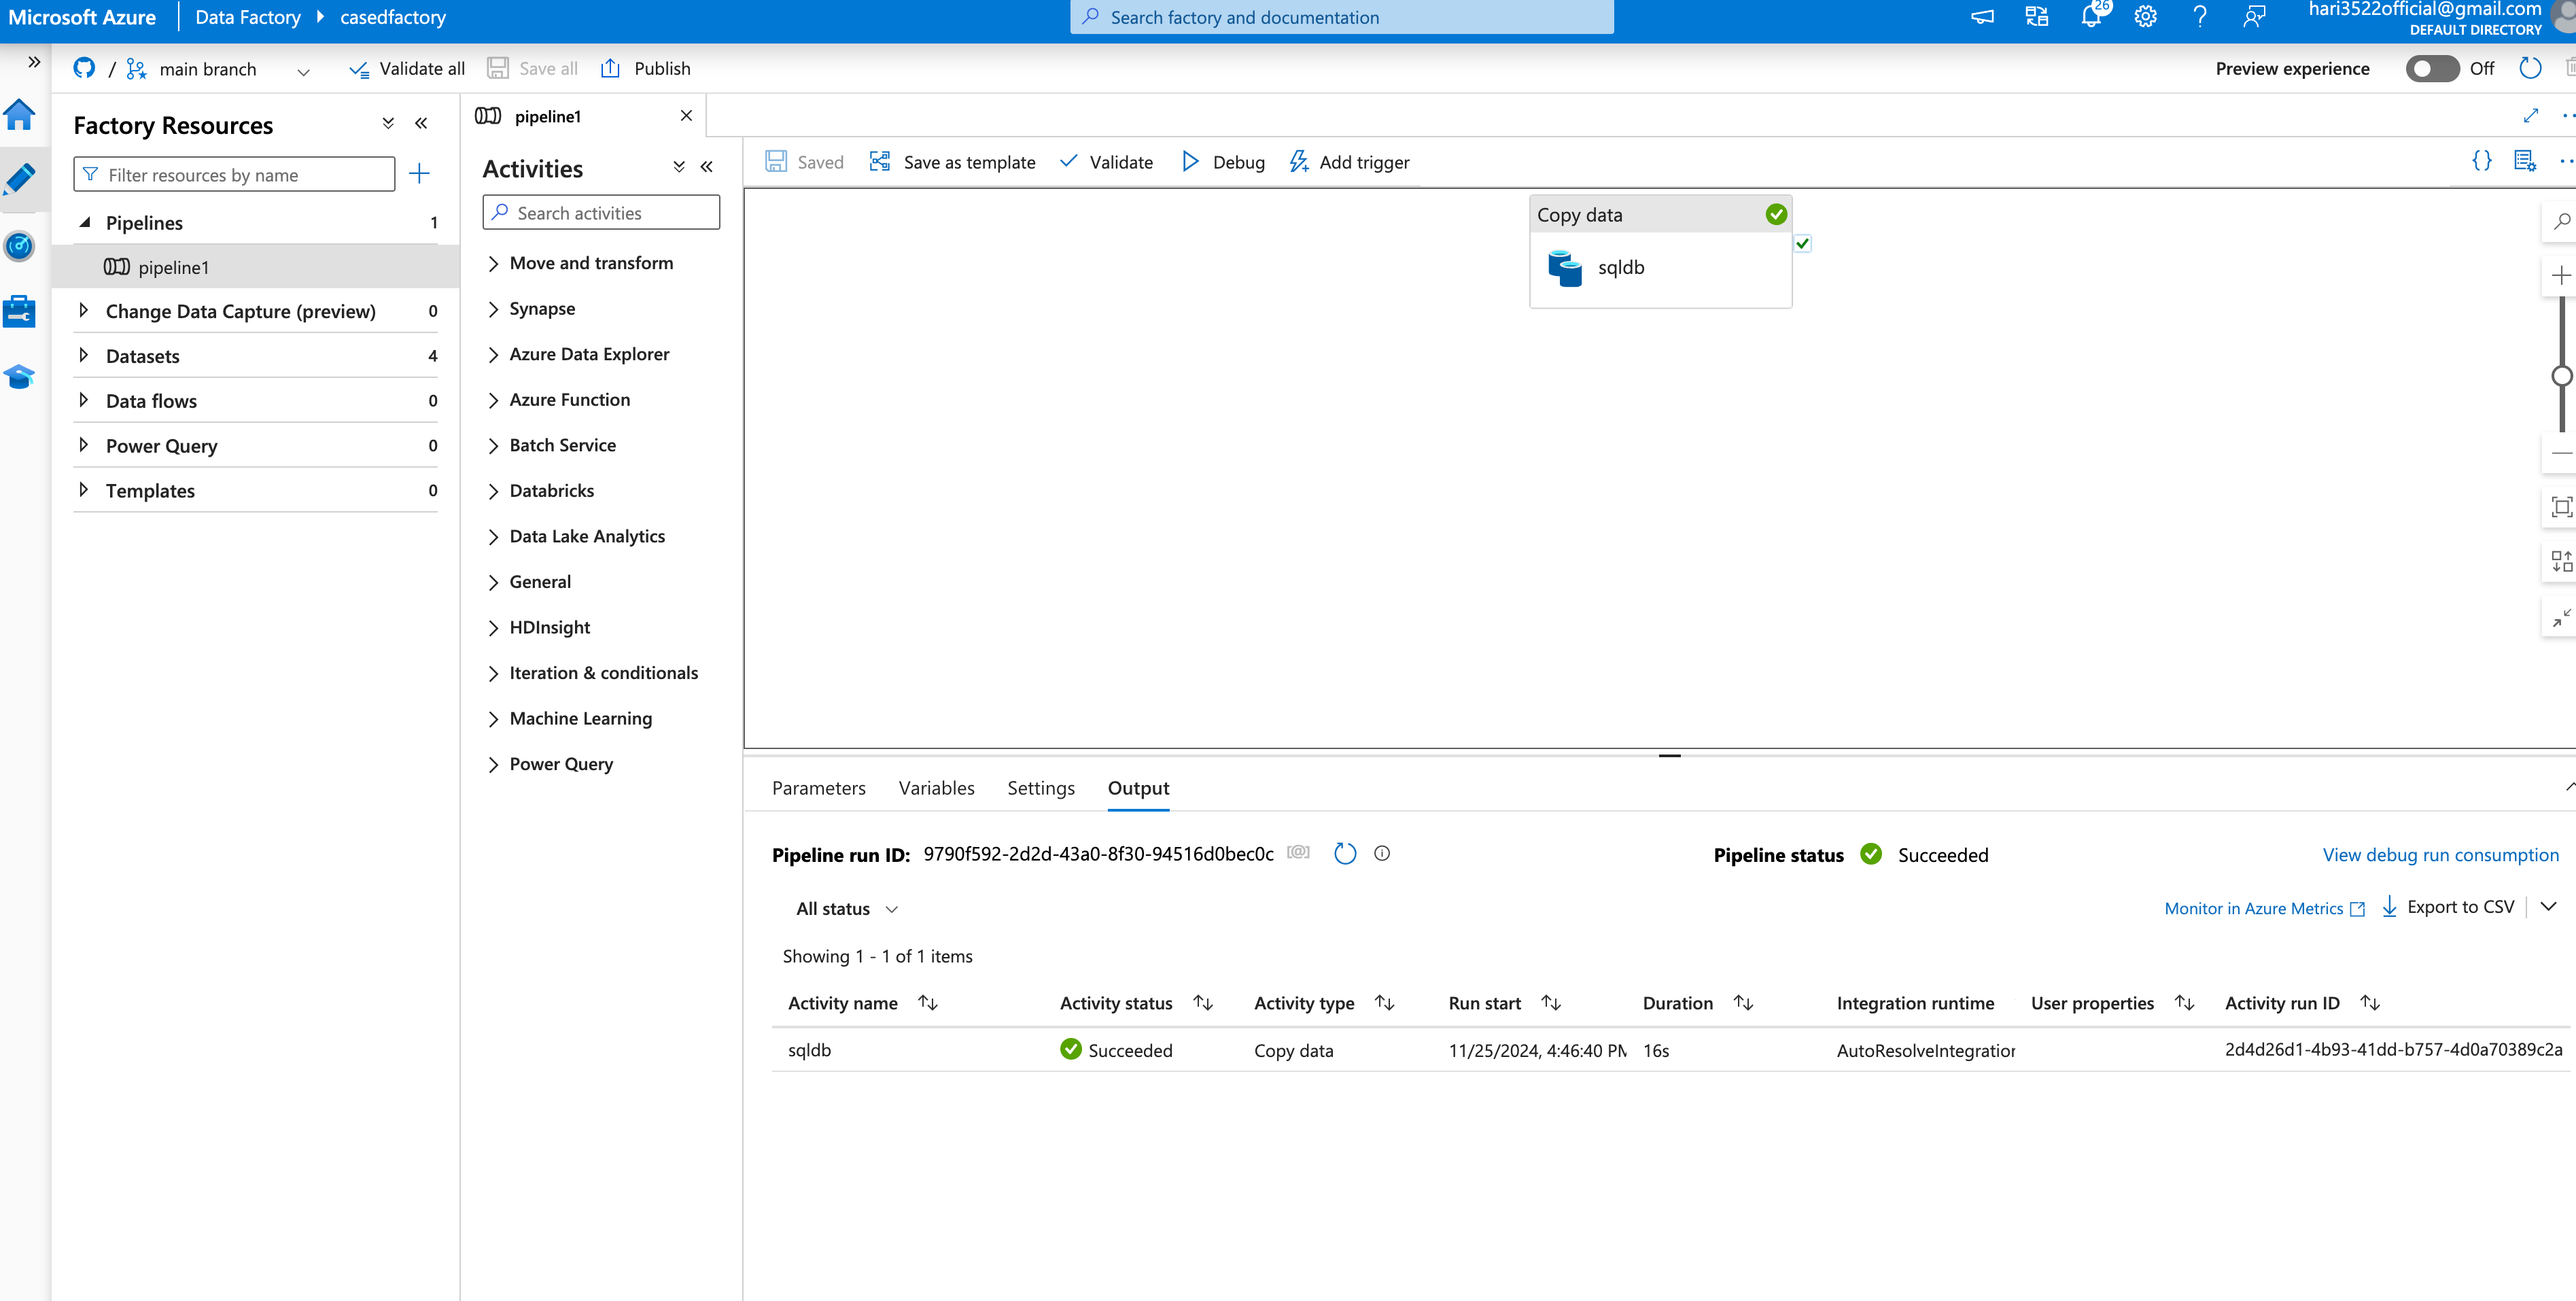 Microsoft Azure
Data Factory
casedfactory
Search factory and documentation
26
hari3522official@gmail.com
DEFAULT DIRECTORY
/ main branch
Validate all
Save all
Publish
Preview experience
Off
Factory Resources
Filter resources by name
Pipelines 1
pipeline1
Change Data Capture (preview) 0
Datasets 4
Data flows 0
Power Query 0
Templates 0
pipeline1
Activities
Search activities
Move and transform
Synapse
Azure Data Explorer
Azure Function
Batch Service
Databricks
Data Lake Analytics
General
HDInsight
Iteration & conditionals
Machine Learning
Power Query
Saved
Save as template
Validate
Debug
Add trigger
{}
Copy data
sqldb
Parameters
Variables
Settings
Output
Pipeline run ID: 9790f592-2d2d-43a0-8f30-94516d0bec0c [@]
Pipeline status Succeeded
View debug run consumption
All status
Monitor in Azure Metrics
Export to CSV
Showing 1 - 1 of 1 items
Activity name Activity status Activity type Run start Duration Integration runtime User properties Activity run ID
sqldb Succeeded Copy data 11/25/2024, 4:46:40 PM 16s AutoResolveIntegration 2d4d26d1-4b93-41dd-b757-4d0a70389c2a